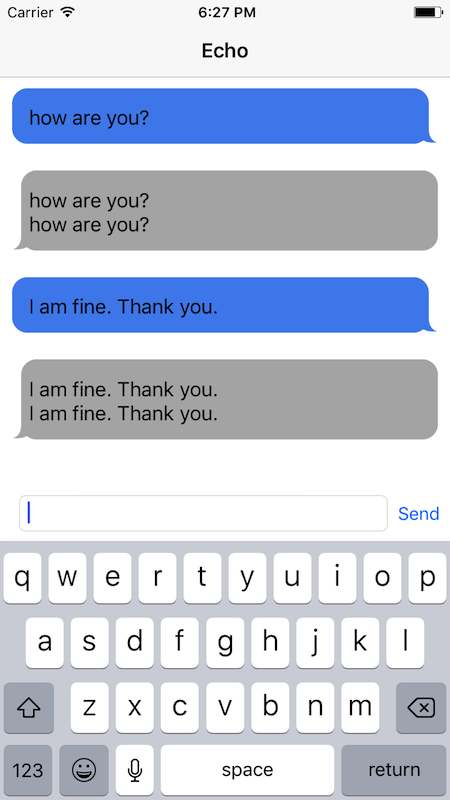 Carrier 6:27 PM
Echo
how are you?
how are you?
how are you?
I am fine. Thank you.
I am fine. Thank you.
I am fine. Thank you.
Send
q w e r t y u i o p
a s d f g h j k l
z x c v b n m
123 space return